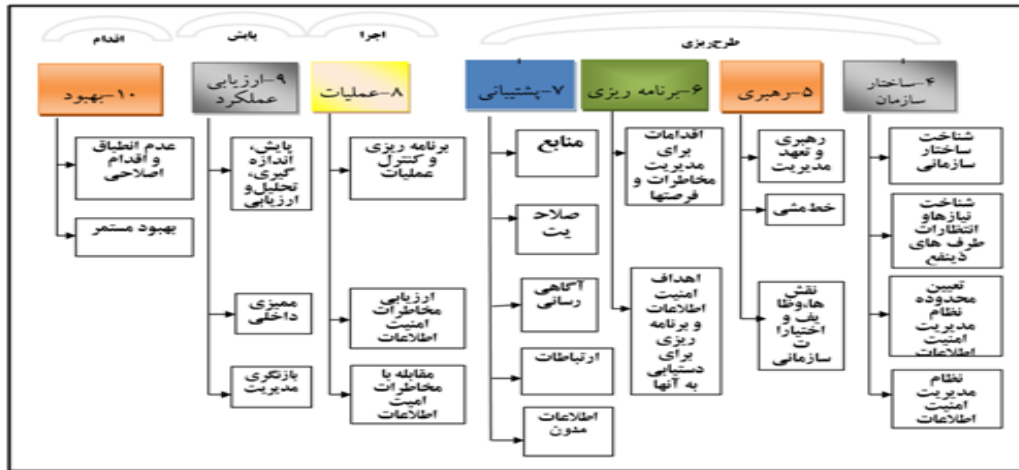 طرح‌ریزی
اجرا
پایش
اقدام
۴-ساختار
سازمان
۵-رهبری
۶-برنامه ریزی
۷-پشتیبانی
۸-عملیات
۹-ارزیابی
عملکرد
۱۰-بهبود
شناخت
ساختار
سازمانی
شناخت
نیازهاو
انتظارات
طرف های
ذینفع
تعیین
محدوده
نظام
مدیریت
امنیت
اطلاعات
نظام
مدیریت
امنیت
اطلاعات
رهبری
و تعهد
مدیریت
خط‌مشی
نقش
ها،وظا
یف و
اختیارا
ت
سازمانی
اقدامات
برای
مدیریت
مخاطرات و
فرصتها
اهداف
امنیت
اطلاعات
و برنامه
ریزی
برای
دستیابی
به آنها
منابع
صلاح
یت
آگاهی
رسانی
ارتباطات
اطلاعات
مدون
برنامه ریزی
و کنترل
عملیات
ارزیابی
مخاطرات
امنیت
اطلاعات
مقابله با
مخاطرات
امیت
اطلاعات
پایش،
اندازه
گیری،
تحلیل‌و
ارزیابی
ممیزی
داخلی
بازنگری
مدیریت
عدم انطباق
و اقدام
اصلاحی
بهبود مستمر